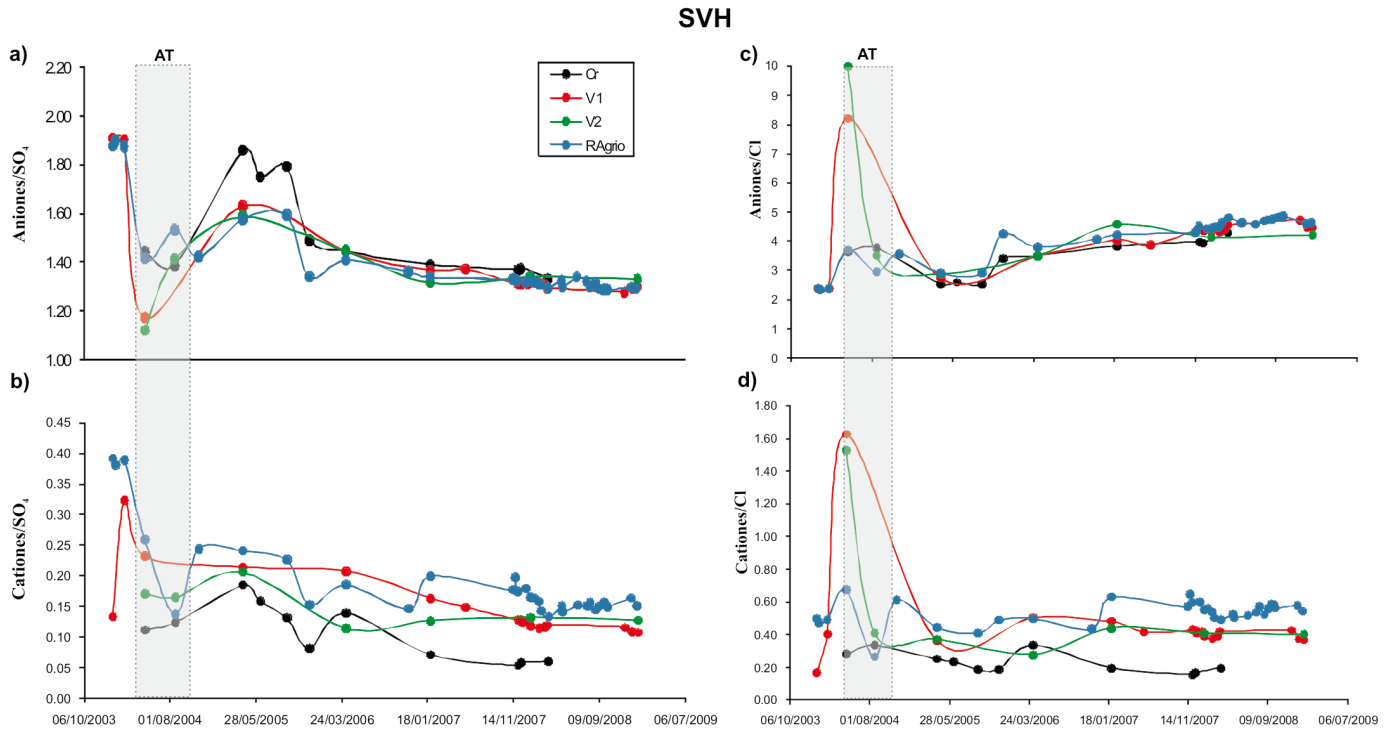 SVH
a)
AT
Aniones/SO4
2.20
2.00
1.80
1.60
1.40
1.20
1.00
Cr
V1
V2
RAgrio
c)
AT
Aniones/Cl
10
9
8
7
6
5
4
3
2
1
0
b)
Cationes/SO4
0.45
0.40
0.35
0.30
0.25
0.20
0.15
0.10
0.05
0.00
06/10/2003 01/08/2004 28/05/2005 24/03/2006 18/01/2007 14/11/2007 09/09/2008 06/07/2009
d)
Cationes/Cl
1.80
1.60
1.40
1.20
1.00
0.80
0.60
0.40
0.20
0.00
06/10/2003 01/08/2004 28/05/2005 24/03/2006 18/01/2007 14/11/2007 09/09/2008 06/07/2009